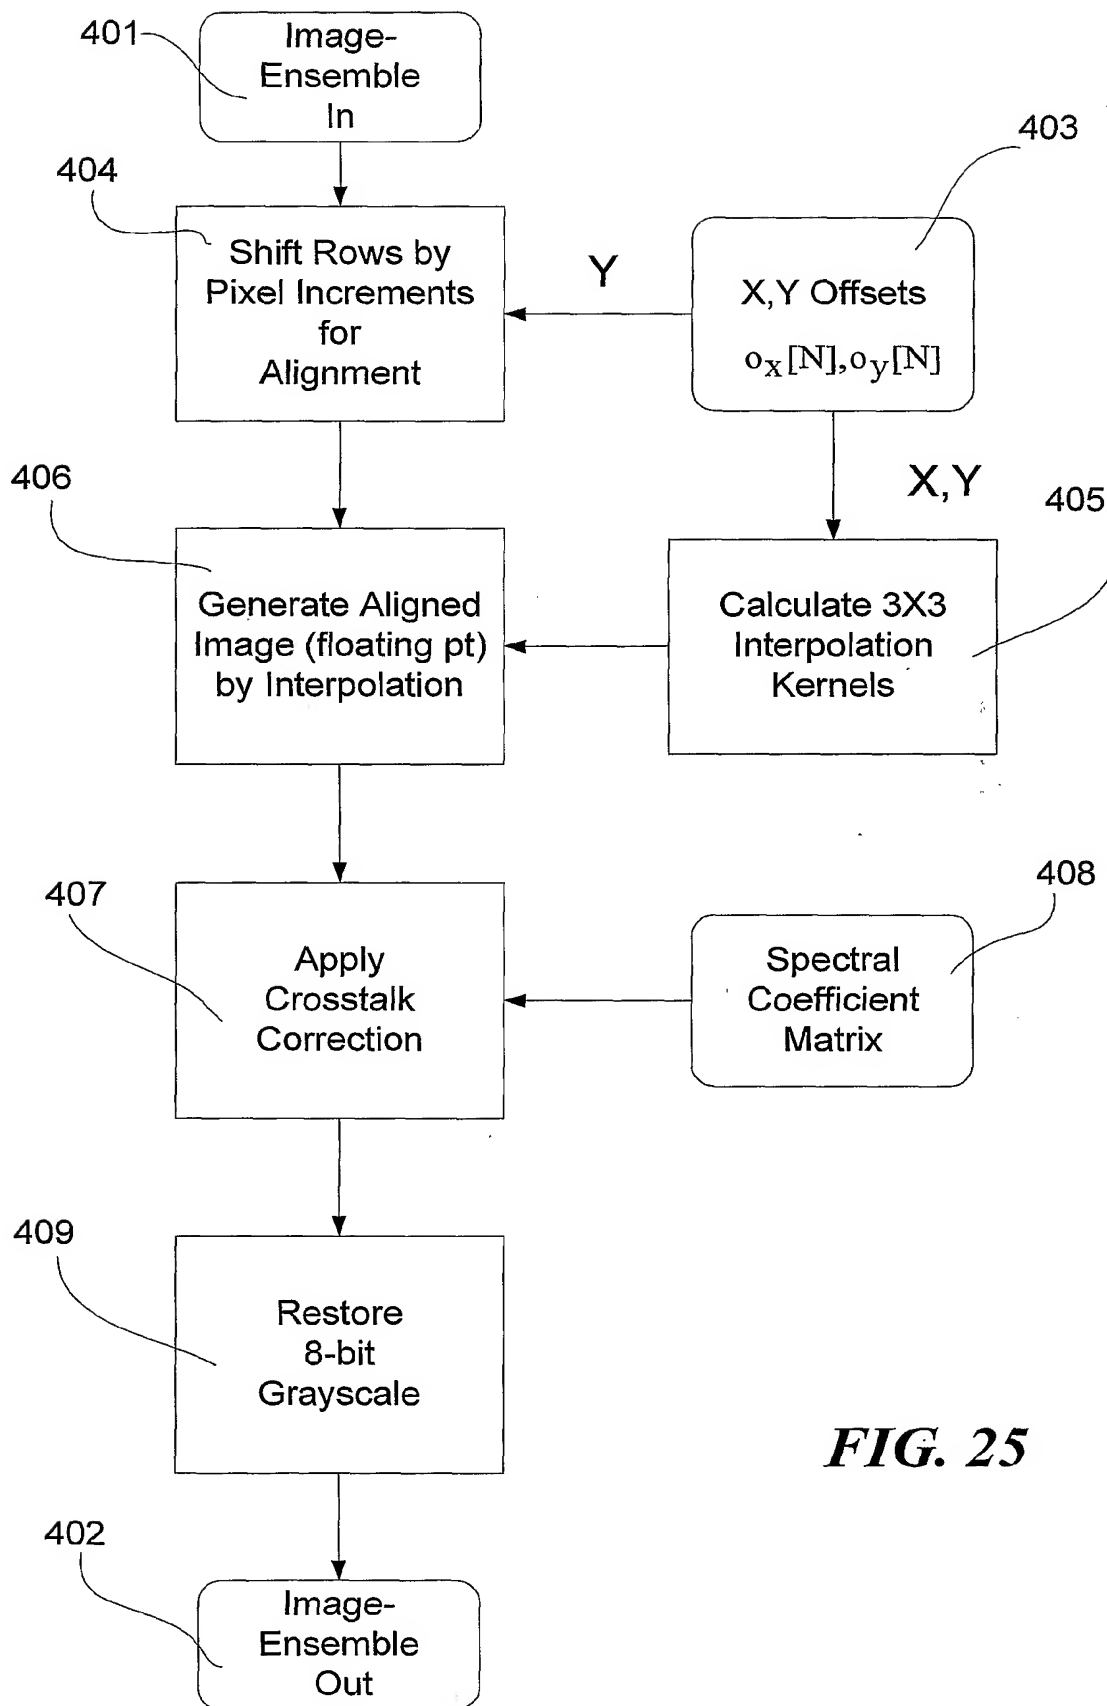 401
Image-
Ensemble
In
404
403
Shift Rows by
Pixel Increments
for
Alignment
Y
X,Y Offsets
ox[N],oy[N]
X,Y
406
405
Generate Aligned
Image (floating pt)
by Interpolation
Calculate 3X3
Interpolation
Kernels
407
408
Apply
Crosstalk
Correction
Spectral
Coefficient
Matrix
409
Restore
8-bit
Grayscale
FIG. 25
402
Image-
Ensemble
Out